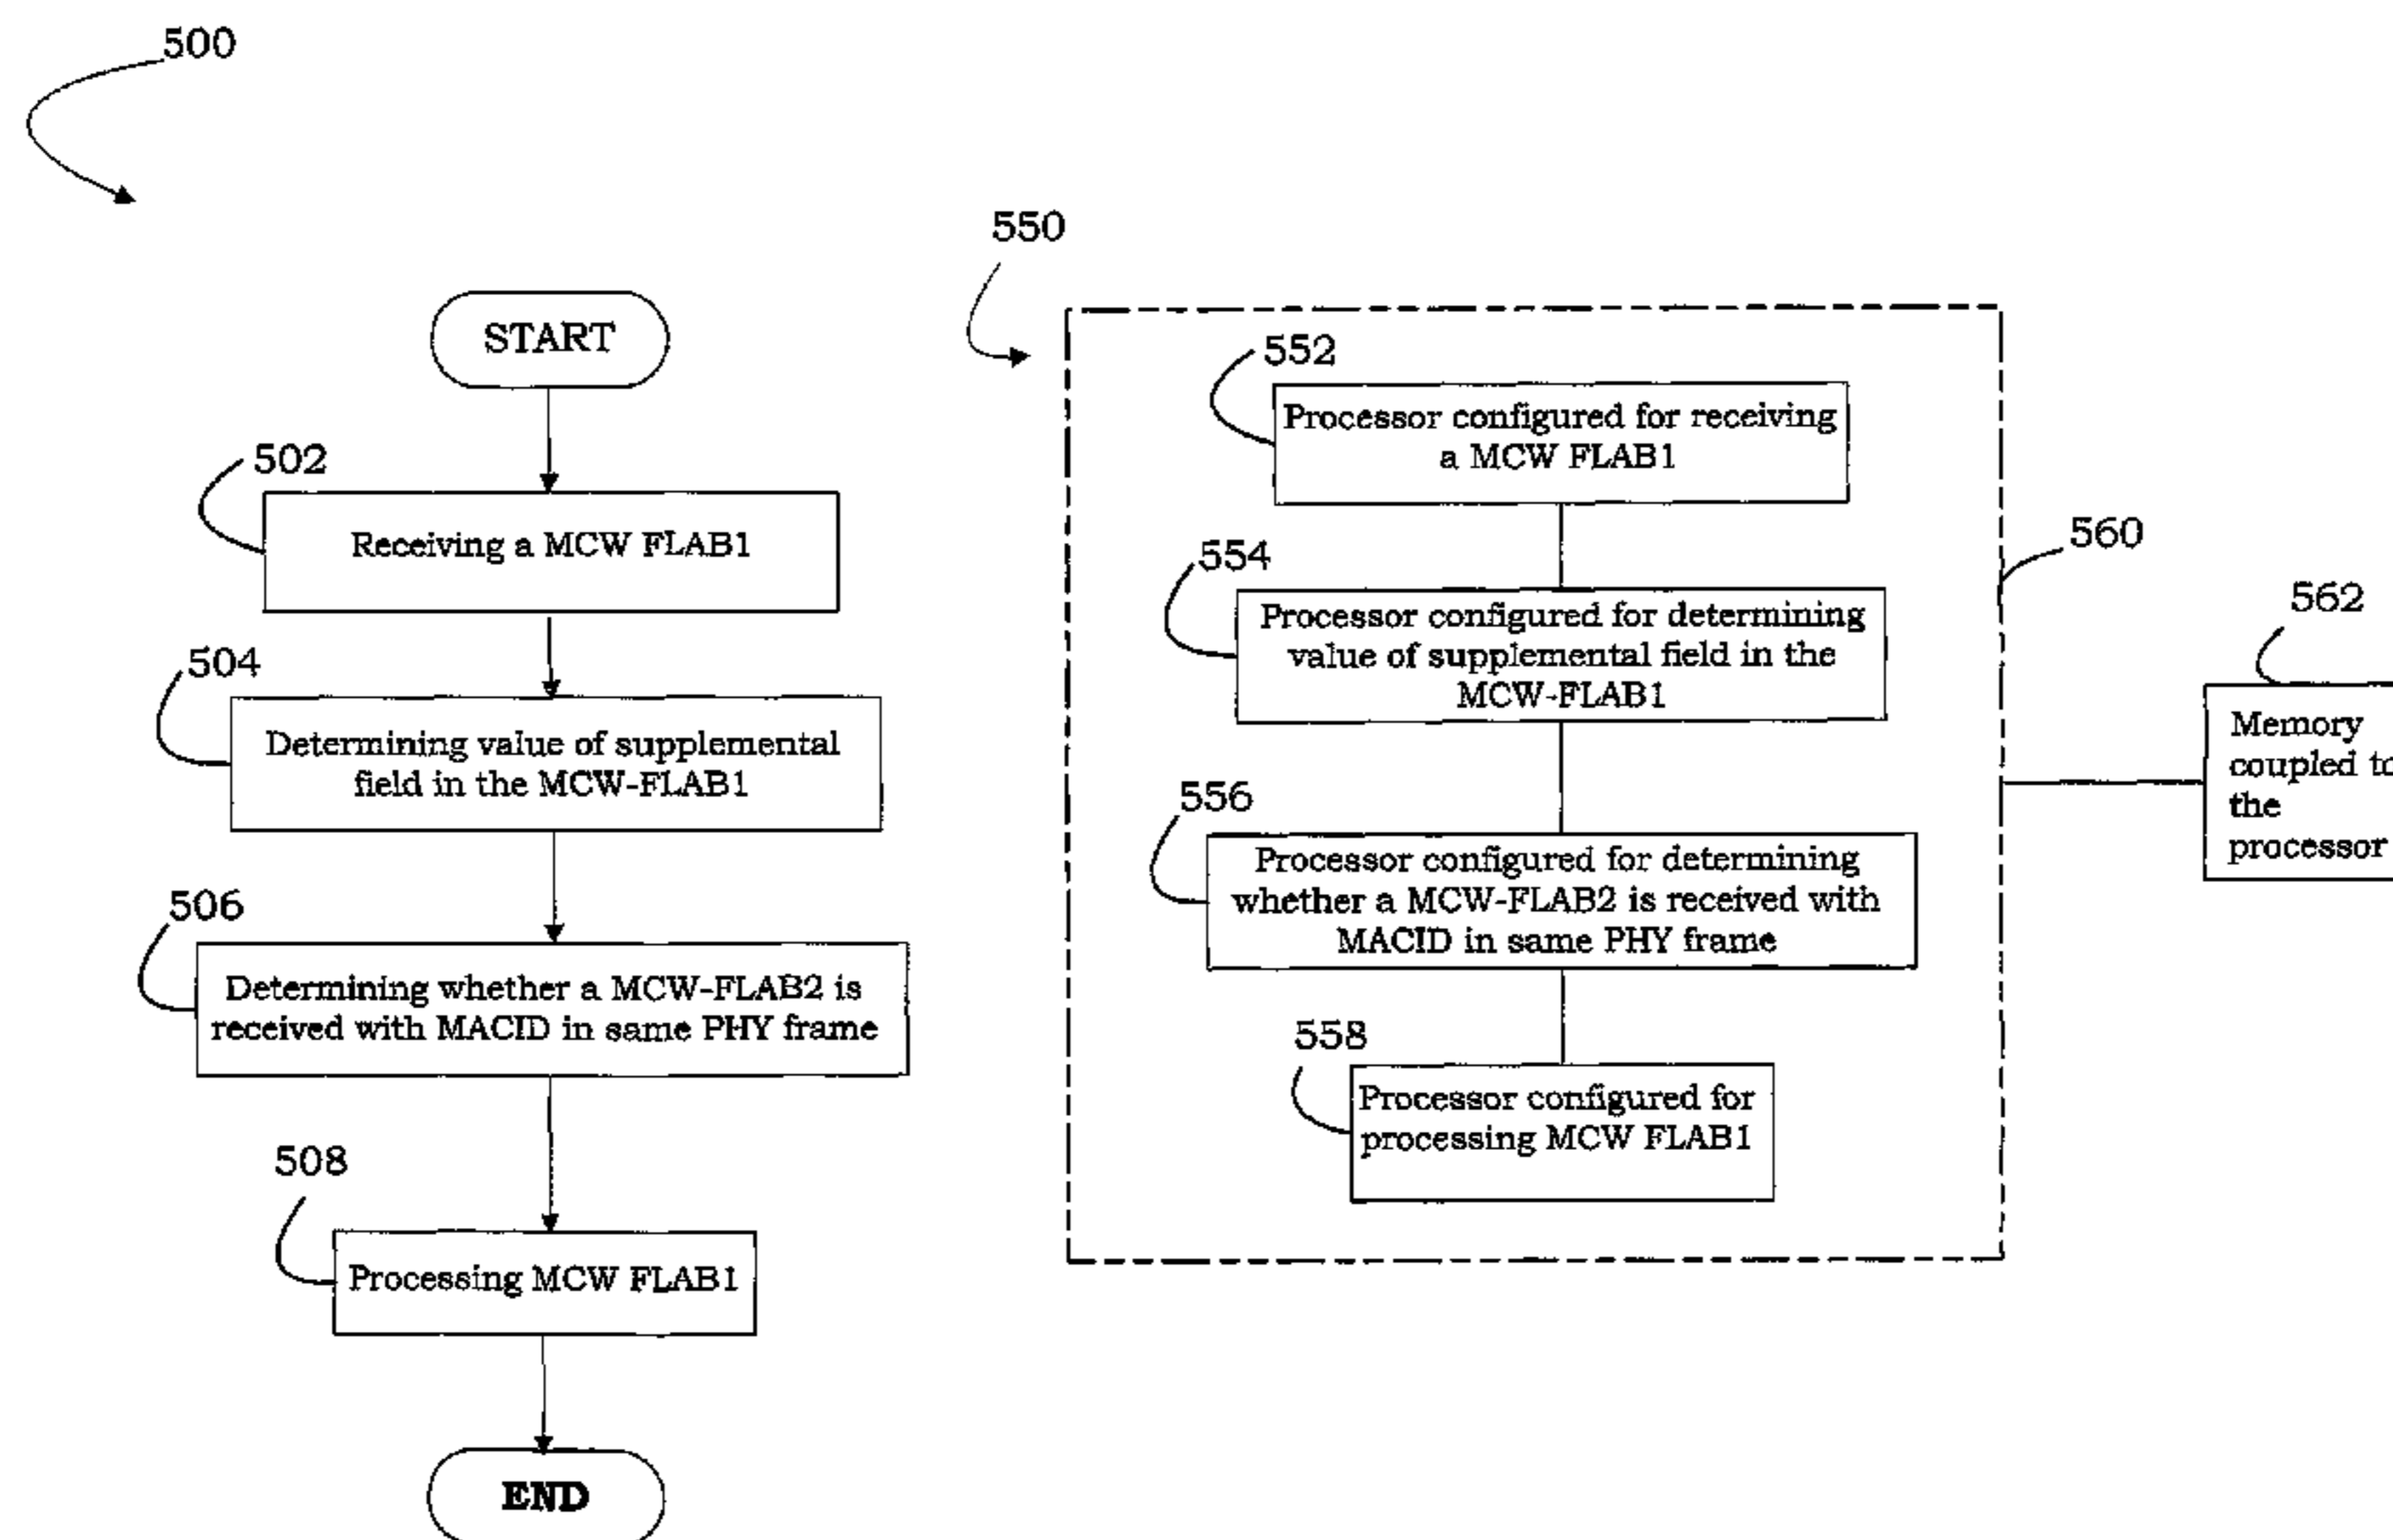 500
START
502
Receiving a MCW FLAB1
504
Determining value of supplemental
field in the MCW-FLAB1
506
Determining whether a MCW-FLAB2 is
received with MACID in same PHY frame
508
Processing MCW FLAB1
END
550
552
Processor configured for receiving
a MCW FLAB1
554
Processor configured for determining
value of supplemental field in the
MCW-FLAB1
556
Processor configured for determining
whether a MCW-FLAB2 is received with
MACID in same PHY frame
558
Processor configured for
processing MCW FLAB1
560
562
Memory
coupled to
the
processor